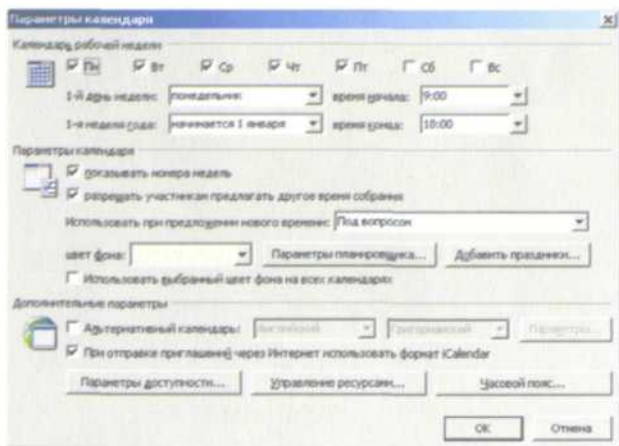 Параметры календаря
Календарь рабочей недели
Пн Вт Ср Чт Пт Сб Вс
1-й день недели: понедельник время начала: 9:00
1-я неделя года: начинается 1 января время конца: 18:00
Параметры календаря
показывать номера недель
разрешать участникам предлагать другое время собрания
Использовать при предложении нового времени: Под вопросом
цвет фона: Параметры планировщика... Добавить праздники...
Использовать выбранный цвет фона на всех календарях
Дополнительные параметры
Альтернативный календарь: Английский Григорианский Параметры...
При отправке приглашений через Интернет использовать формат iCalendar
Параметры доступности... Управление ресурсами... Часовой пояс...
ОК Отмена